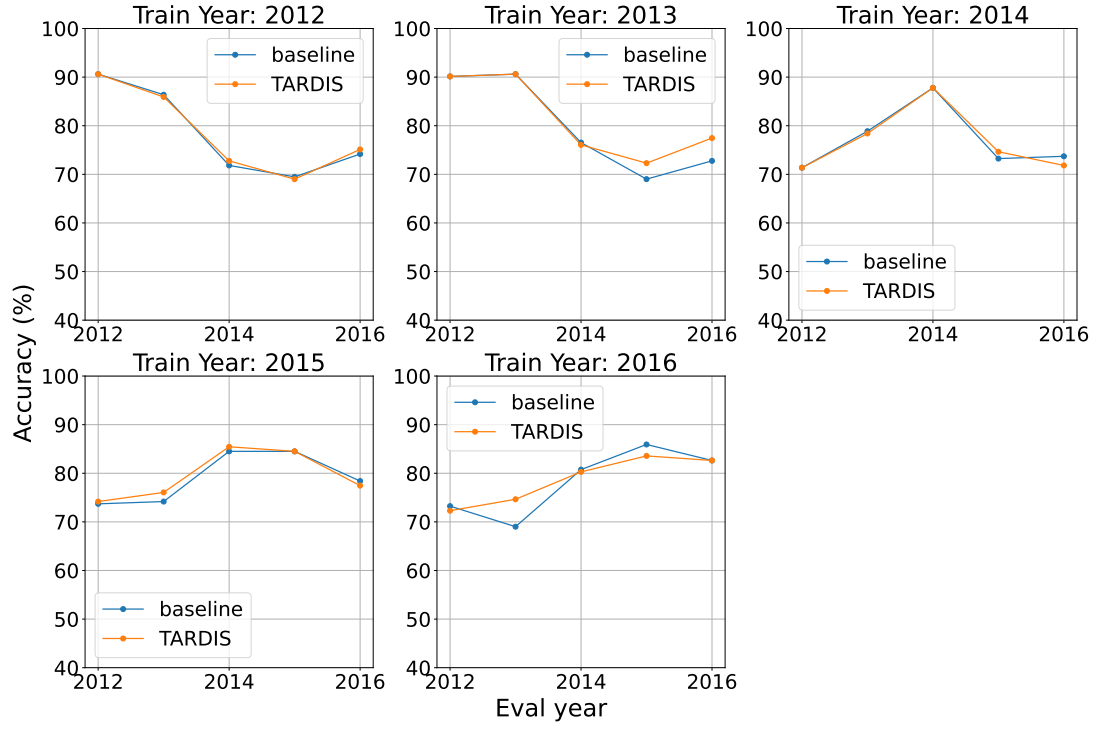 Train Year: 2012
100
90
80
70
60
50
40
2012
2014
2016
baseline
TARDIS
Train Year: 2013
100
90
80
70
60
50
40
2012
2014
2016
baseline
TARDIS
Train Year: 2014
100
90
80
70
60
50
40
2012
2014
2016
baseline
TARDIS
Accuracy (%)
Train Year: 2015
100
90
80
70
60
50
40
2012
2014
2016
baseline
TARDIS
Train Year: 2016
100
90
80
70
60
50
40
2012
2014
2016
baseline
TARDIS
Eval year